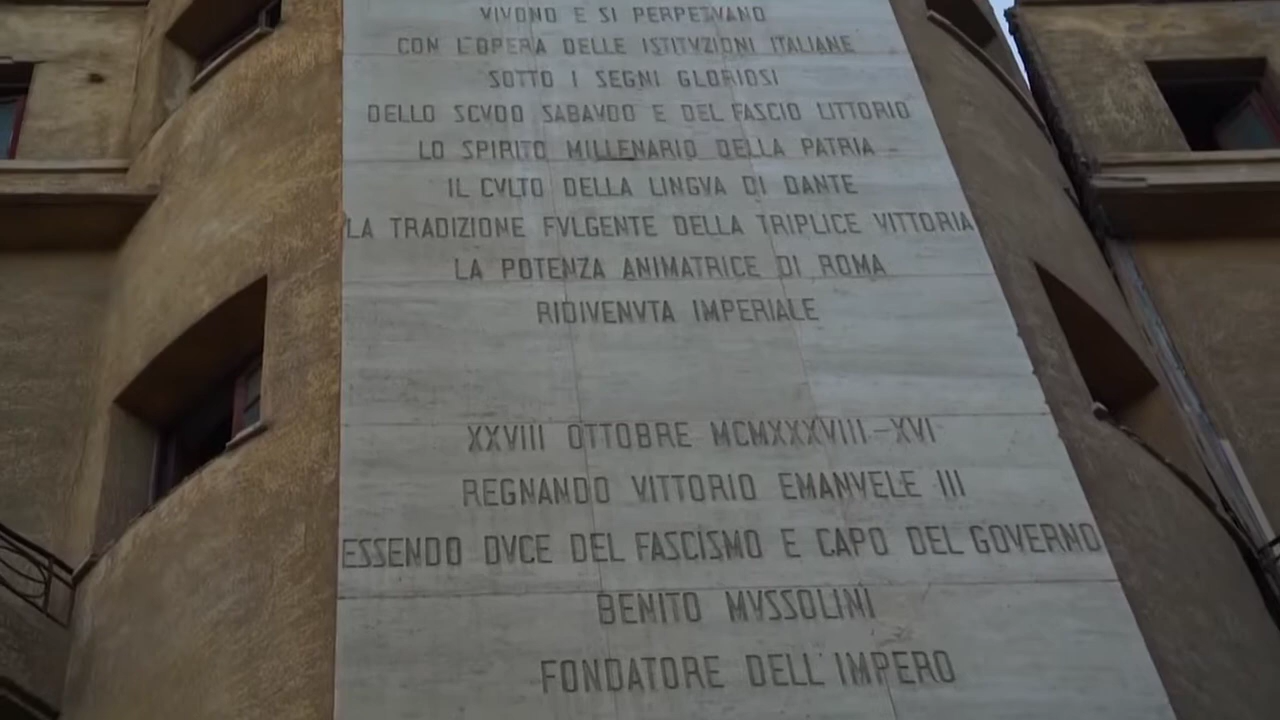 VIVONO E SI PERPETVANO
CON L'OPERA DELLE ISTITVZIONI ITALIANE
SOTTO I SEGNI GLORIOSI
DELLO SCVDO SABAVDO E DEL FASCIO LITTORIO
LO SPIRITO MILLENARIO DELLA PATRIA
IL CVLTO DELLA LINGVA DI DANTE
LA TRADIZIONE FVLGENTE DELLA TRIPLICE VITTORIA
LA POTENZA ANIMATRICE DI ROMA
RIDIVENVTA IMPERIALE
XXVIII OTTOBRE MCMXXXVIII-XVI
REGNANDO VITTORIO EMANVELE III
ESSENDO DVCE DEL FASCISMO E CAPO DEL GOVERNO
BENITO MVSSOLINI
FONDATORE DELL'IMPERO